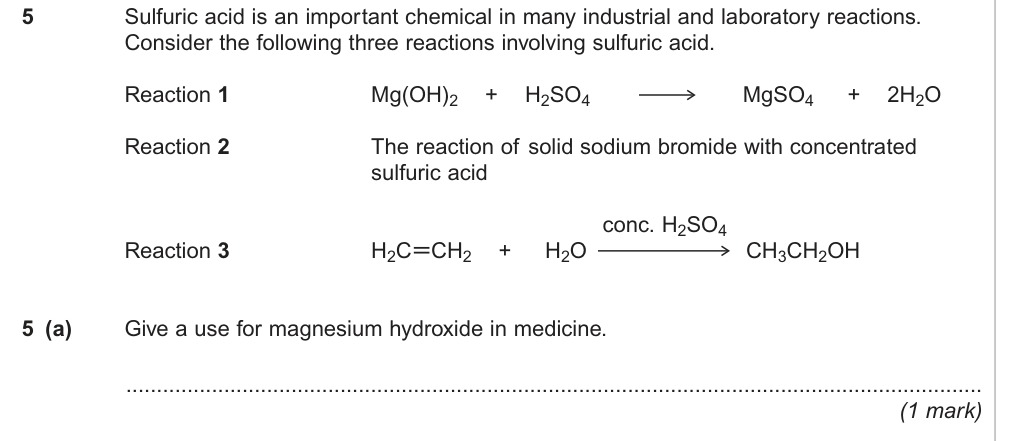 5 Sulfuric acid is an important chemical in many industrial and laboratory reactions.
Consider the following three reactions involving sulfuric acid.
Reaction 1 Mg(OH)₂ + H₂SO₄ ⟶ MgSO₄ + 2H₂O
Reaction 2 The reaction of solid sodium bromide with concentrated
sulfuric acid
conc. H₂SO₄
Reaction 3 H₂C=CH₂ + H₂O ⟶ CH₃CH₂OH
5 (a) Give a use for magnesium hydroxide in medicine.
(1 mark)